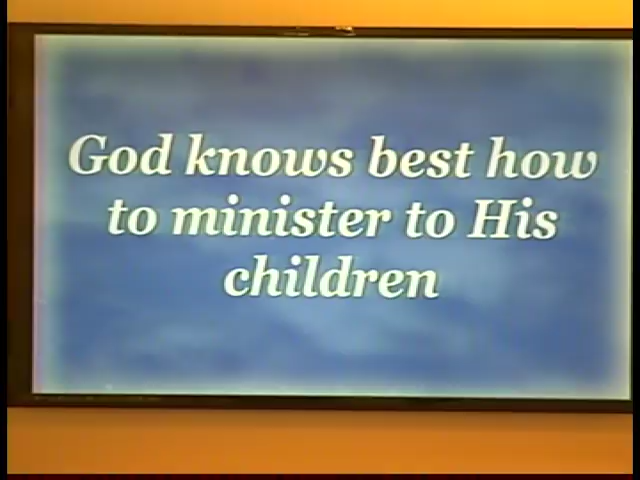 God knows best how
to minister to His
children